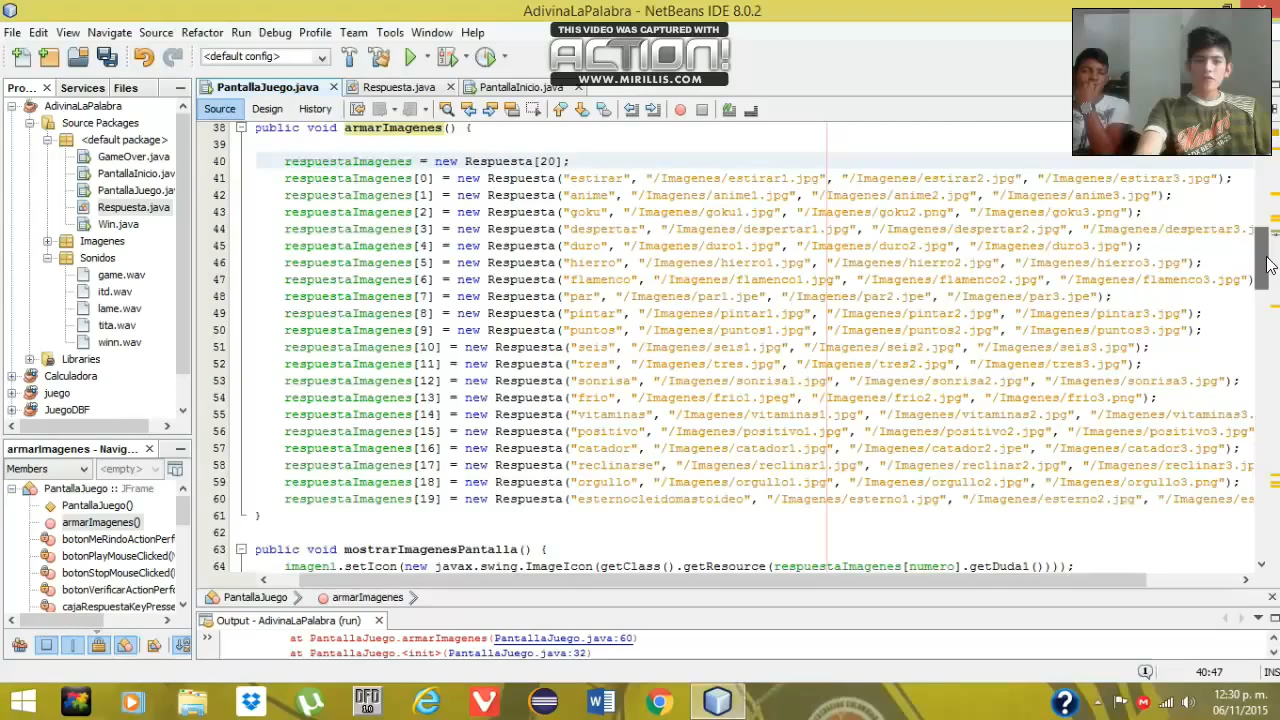 AdivinaLaPalabra - NetBeans IDE 8.0.2
File Edit View Navigate Source Refactor Run Debug Profile Team Tools Window Help
THIS VIDEO WAS CAPTURED WITH
ACTION!
WWW.MIRILLIS.COM
<default config>
Pro... Services Files
PantallaJuego.java Respuesta.java PantallaInicio.java
Source Design History
AdivinaLaPalabra
Source Packages
<default package>
GameOver.java
PantallaInicio.jav
PantallaJuego.jav
Respuesta.java
Win.java
Imagenes
Sonidos
game.wav
itd.wav
lame.wav
tita.wav
winn.wav
Libraries
Calculadora
juego
JuegoDBF
38 public void armarImagenes() {
39
40 respuestaImagenes = new Respuesta[20];
41 respuestaImagenes[0] = new Respuesta("estirar", "/Imagenes/estirar1.jpg", "/Imagenes/estirar2.jpg", "/Imagenes/estirar3.jpg");
42 respuestaImagenes[1] = new Respuesta("anime", "/Imagenes/anime1.jpg", "/Imagenes/anime2.jpg", "/Imagenes/anime3.jpg");
43 respuestaImagenes[2] = new Respuesta("goku", "/Imagenes/goku1.jpg", "/Imagenes/goku2.png", "/Imagenes/goku3.png");
44 respuestaImagenes[3] = new Respuesta("despertar", "/Imagenes/despertar1.jpg", "/Imagenes/despertar2.jpg", "/Imagenes/despertar3.j
45 respuestaImagenes[4] = new Respuesta("duro", "/Imagenes/duro1.jpg", "/Imagenes/duro2.jpg", "/Imagenes/duro3.jpg");
46 respuestaImagenes[5] = new Respuesta("hierro", "/Imagenes/hierro1.jpg", "/Imagenes/hierro2.jpg", "/Imagenes/hierro3.jpg");
47 respuestaImagenes[6] = new Respuesta("flamenco", "/Imagenes/flamenco1.jpg", "/Imagenes/flamenco2.jpg", "/Imagenes/flamenco3.jpg")
48 respuestaImagenes[7] = new Respuesta("par", "/Imagenes/par1.jpe", "/Imagenes/par2.jpe", "/Imagenes/par3.jpe");
49 respuestaImagenes[8] = new Respuesta("pintar", "/Imagenes/pintar1.jpg", "/Imagenes/pintar2.jpg", "/Imagenes/pintar3.jpg");
50 respuestaImagenes[9] = new Respuesta("puntos", "/Imagenes/puntos1.jpg", "/Imagenes/puntos2.jpg", "/Imagenes/puntos3.jpg");
51 respuestaImagenes[10] = new Respuesta("seis", "/Imagenes/seis1.jpg", "/Imagenes/seis2.jpg", "/Imagenes/seis3.jpg");
52 respuestaImagenes[11] = new Respuesta("tres", "/Imagenes/tres.jpg", "/Imagenes/tres2.jpg", "/Imagenes/tres3.jpg");
53 respuestaImagenes[12] = new Respuesta("sonrisa", "/Imagenes/sonrisa1.jpg", "/Imagenes/sonrisa2.jpg", "/Imagenes/sonrisa3.jpg");
54 respuestaImagenes[13] = new Respuesta("frio", "/Imagenes/frio1.jpeg", "/Imagenes/frio2.jpg", "/Imagenes/frio3.png");
55 respuestaImagenes[14] = new Respuesta("vitaminas", "/Imagenes/vitaminas1.jpg", "/Imagenes/vitaminas2.jpg", "/Imagenes/vitaminas3.
56 respuestaImagenes[15] = new Respuesta("positivo", "/Imagenes/positivo1.jpg", "/Imagenes/positivo2.jpg", "/Imagenes/positivo3.jpg"
57 respuestaImagenes[16] = new Respuesta("catador", "/Imagenes/catador1.jpg", "/Imagenes/catador2.jpe", "/Imagenes/catador3.jpg");
58 respuestaImagenes[17] = new Respuesta("reclinarse", "/Imagenes/reclinar1.jpg", "/Imagenes/reclinar2.jpg", "/Imagenes/reclinar3.jp
59 respuestaImagenes[18] = new Respuesta("orgullo", "/Imagenes/orgullo1.jpg", "/Imagenes/orgullo2.jpg", "/Imagenes/orgullo3.png");
60 respuestaImagenes[19] = new Respuesta("esternocleidomastoideo", "/Imagenes/esterno1.jpg", "/Imagenes/esterno2.jpg", "/Imagenes/es
61 }
62
63 public void mostrarImagenesPantalla() {
64 imagen1.setIcon(new javax.swing.ImageIcon(getClass().getResource(respuestaImagenes[numero].getDuda1())));
armarImagenes - Navig...
Members <empty>
PantallaJuego :: JFrame
PantallaJuego()
armarImagenes()
botonMeRindoActionPerf
botonPlayMouseClicked(M
botonStopMouseClicked(
botonVerificarActionPerf
cajaRespuestaKeyPresse
PantallaJuego armarImagenes
Output - AdivinaLaPalabra (run)
at PantallaJuego.armarImagenes(PantallaJuego.java:60)
at PantallaJuego.<init>(PantallaJuego.java:32)
40:47 INS
12:30 p.m.
06/11/2015